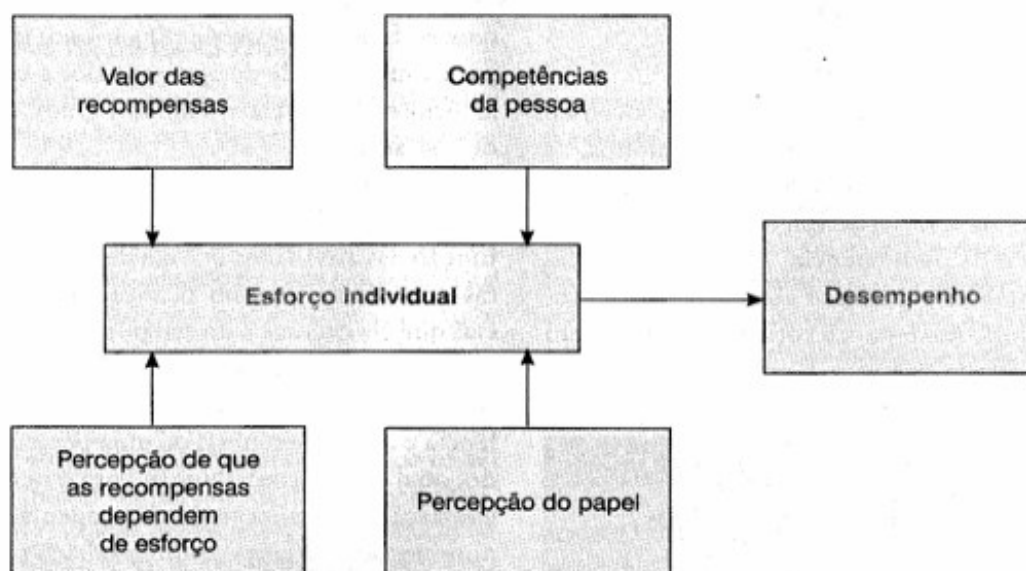 Valor das
recompensas
Competências
da pessoa
Esforço individual
Desempenho
Percepção de que
as recompensas
dependem
de esforço
Percepção do papel